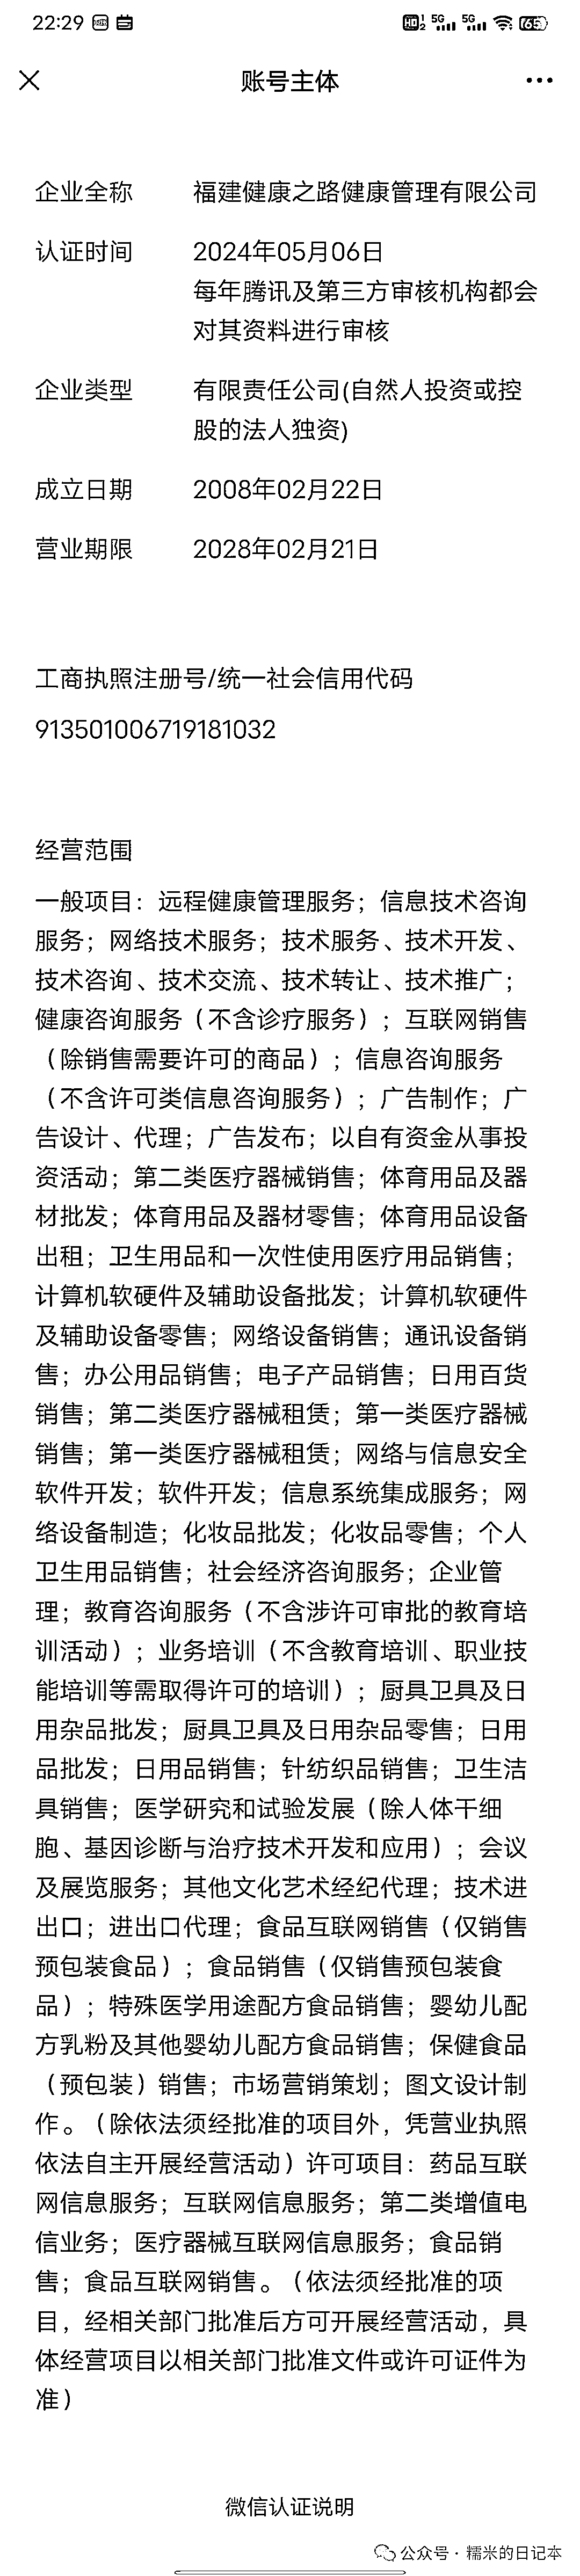 22:29
5G 5G 65
账号主体
企业全称 福建健康之路健康管理有限公司
认证时间 2024年05月06日
每年腾讯及第三方审核机构都会
对其资料进行审核
企业类型 有限责任公司(自然人投资或控
股的法人独资)
成立日期 2008年02月22日
营业期限 2028年02月21日
工商执照注册号/统一社会信用代码
913501006719181032
经营范围
一般项目：远程健康管理服务；信息技术咨询
服务；网络技术服务；技术服务、技术开发、
技术咨询、技术交流、技术转让、技术推广；
健康咨询服务（不含诊疗服务）；互联网销售
（除销售需要许可的商品）；信息咨询服务
（不含许可类信息咨询服务）；广告制作；广
告设计、代理；广告发布；以自有资金从事投
资活动；第二类医疗器械销售；体育用品及器
材批发；体育用品及器材零售；体育用品设备
出租；卫生用品和一次性使用医疗用品销售；
计算机软硬件及辅助设备批发；计算机软硬件
及辅助设备零售；网络设备销售；通讯设备销
售；办公用品销售；电子产品销售；日用百货
销售；第二类医疗器械租赁；第一类医疗器械
销售；第一类医疗器械租赁；网络与信息安全
软件开发；软件开发；信息系统集成服务；网
络设备制造；化妆品批发；化妆品零售；个人
卫生用品销售；社会经济咨询服务；企业管
理；教育咨询服务（不含涉许可审批的教育培
训活动）；业务培训（不含教育培训、职业技
能培训等需取得许可的培训）；厨具卫具及日
用杂品批发；厨具卫具及日用杂品零售；日用
品批发；日用品销售；针纺织品销售；卫生洁
具销售；医学研究和试验发展（除人体干细
胞、基因诊断与治疗技术开发和应用）；会议
及展览服务；其他文化艺术经纪代理；技术进
出口；进出口代理；食品互联网销售（仅销售
预包装食品）；食品销售（仅销售预包装食
品）；特殊医学用途配方食品销售；婴幼儿配
方乳粉及其他婴幼儿配方食品销售；保健食品
（预包装）销售；市场营销策划；图文设计制
作。（除依法须经批准的项目外，凭营业执照
依法自主开展经营活动）许可项目：药品互联
网信息服务；互联网信息服务；第二类增值电
信业务；医疗器械互联网信息服务；食品销
售；食品互联网销售。（依法须经批准的项
目，经相关部门批准后方可开展经营活动，具
体经营项目以相关部门批准文件或许可证件为
准）
微信认证说明
公众号·糯米的日记本